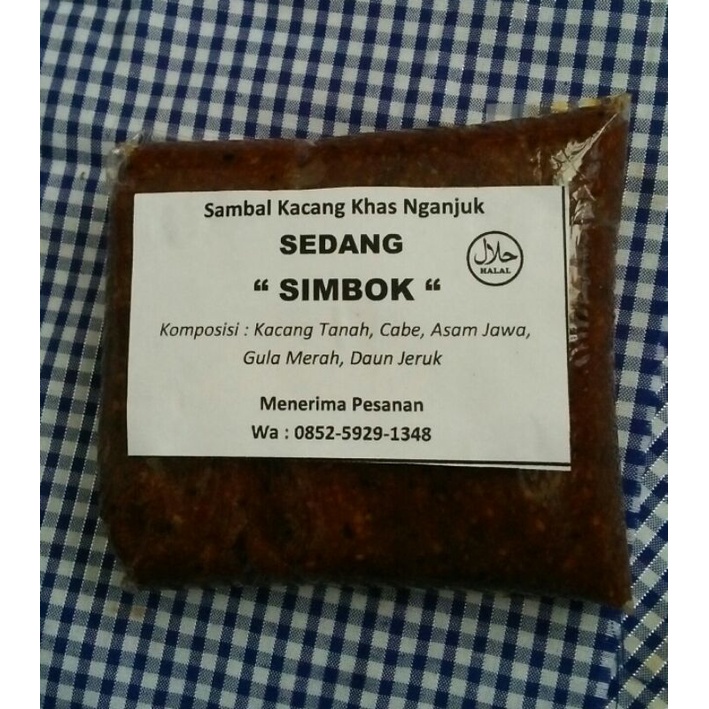 Sambal Kacang Khas Nganjuk
SEDANG
“ SIMBOK “
حلال
HALAL
Komposisi : Kacang Tanah, Cabe, Asam Jawa,
Gula Merah, Daun Jeruk
Menerima Pesanan
Wa : 0852-5929-1348